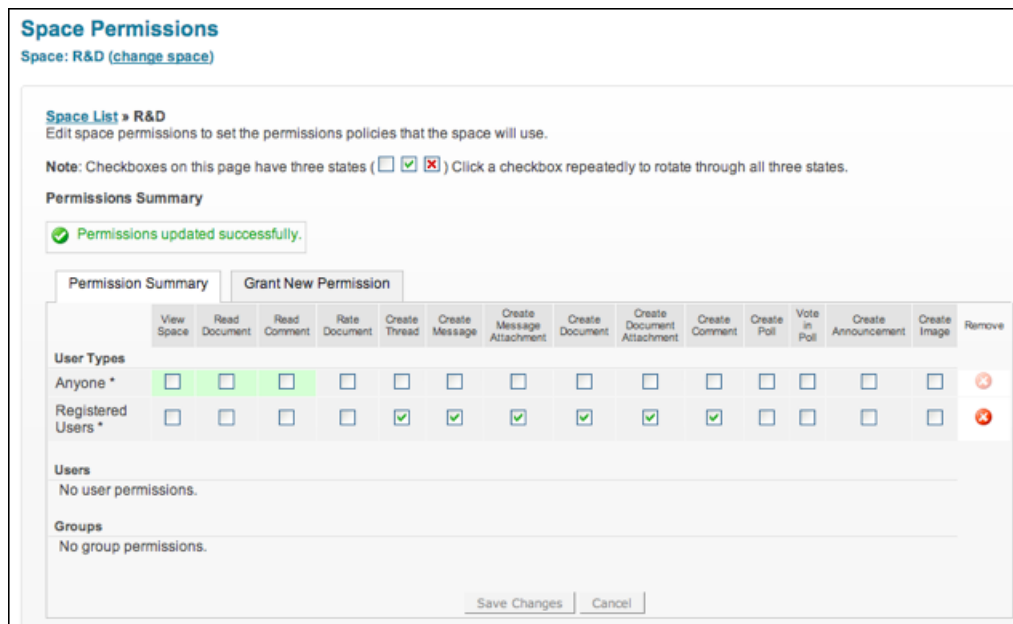 Space Permissions
Space: R&D (change space)
Space List » R&D
Edit space permissions to set the permissions policies that the space will use.
Note: Checkboxes on this page have three states ( ) Click a checkbox repeatedly to rotate through all three states.
Permissions Summary
Permissions updated successfully.
Permission Summary Grant New Permission
View Space Read Document Read Comment Rate Document Create Thread Create Message Create Message Attachment Create Document Create Document Attachment Create Comment Create Poll Vote in Poll Create Announcement Create Image Remove
User Types
Anyone *
Registered
Users *
Users
No user permissions.
Groups
No group permissions.
Save Changes Cancel